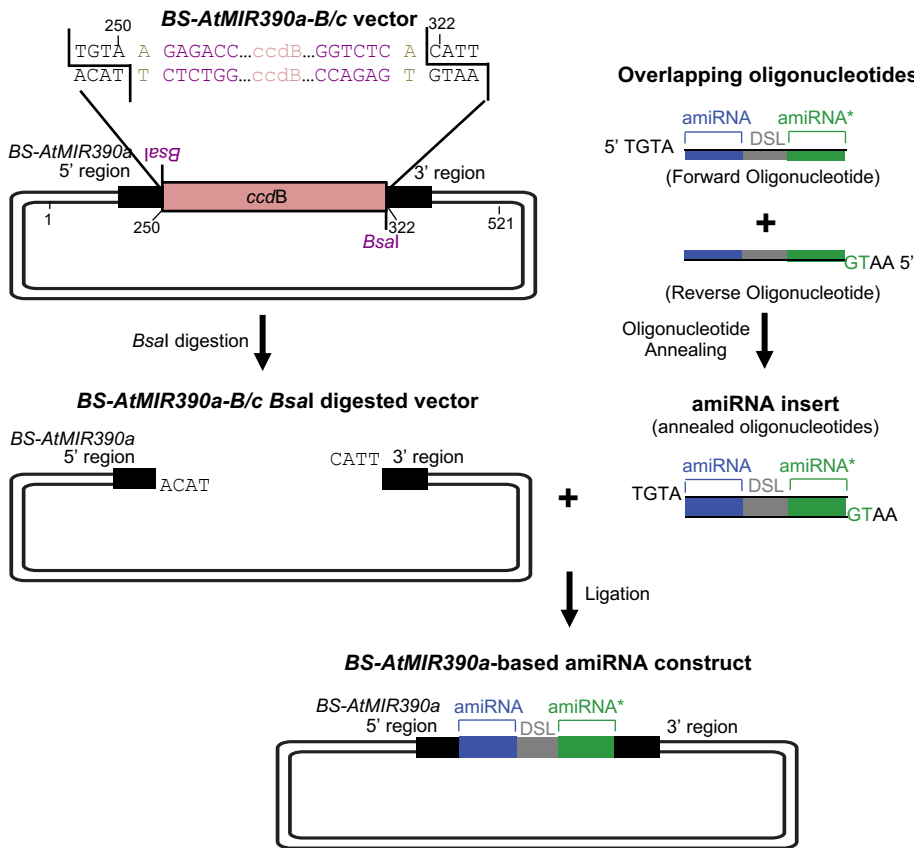 BS-AtMIR390a-B/c vector
250
322
TGTA A GAGACC...ccdB...GGTCTC A CATT
ACAT T CTCTGG...ccdB...CCAGAG T GTAA
BS-AtMIR390a
5’ region
BsaI
3’ region
ccdB
1
250
322
521
BsaI
Overlapping oligonucleotides
amiRNA
amiRNA*
5’ TGTA
DSL
(Forward Oligonucleotide)
+
GTAA 5’
(Reverse Oligonucleotide)
BsaI digestion
Oligonucleotide
Annealing
BS-AtMIR390a-B/c BsaI digested vector
BS-AtMIR390a
5’ region
CATT
3’ region
ACAT
+
amiRNA insert
(annealed oligonucleotides)
amiRNA
amiRNA*
TGTA
DSL
GTAA
Ligation
BS-AtMIR390a-based amiRNA construct
BS-AtMIR390a
5’ region
amiRNA
amiRNA*
DSL
3’ region